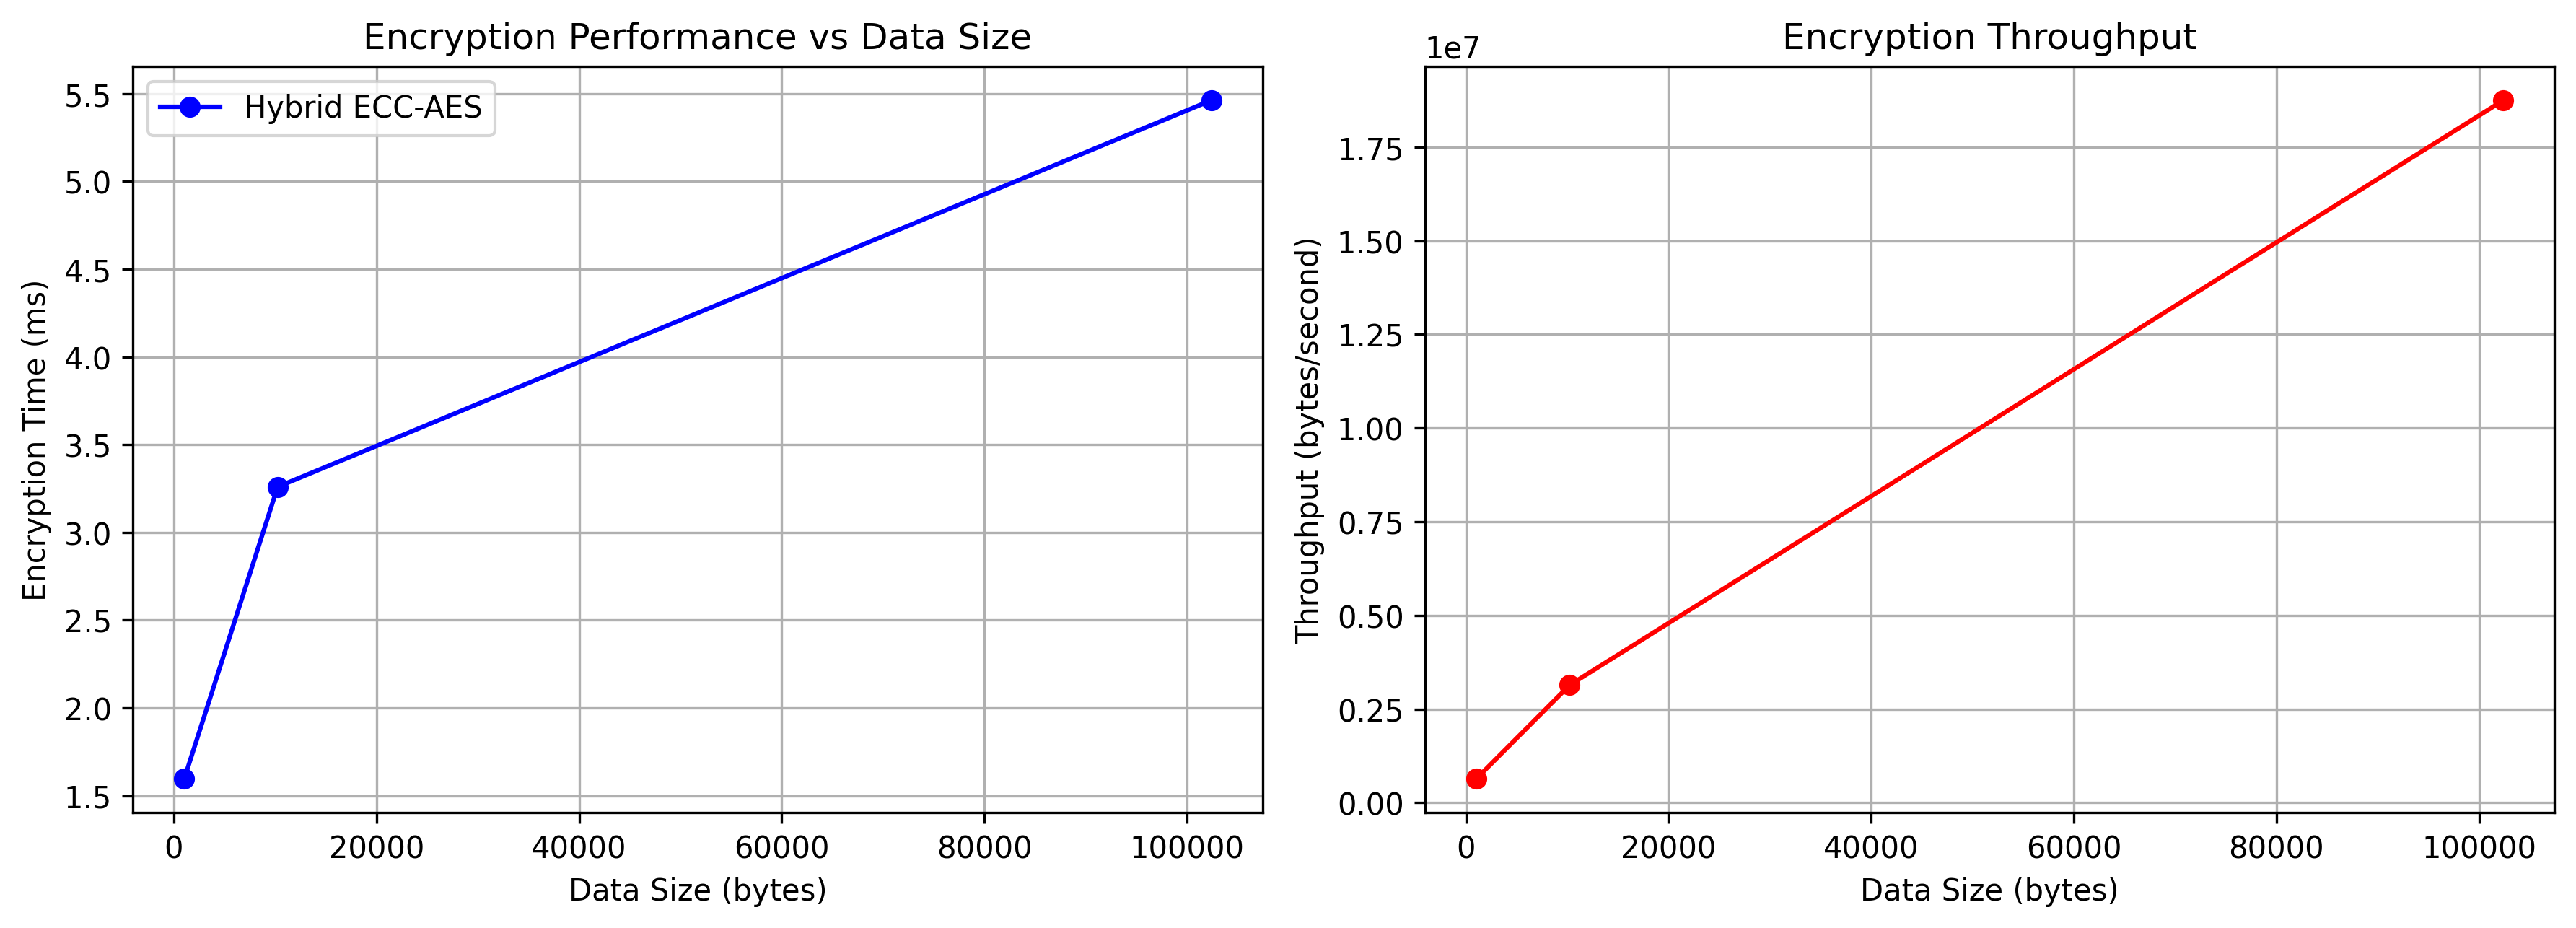 Encryption Performance vs Data Size
Hybrid ECC-AES
5.5
5.0
4.5
4.0
3.5
3.0
2.5
2.0
1.5
Encryption Time (ms)
0 20000 40000 60000 80000 100000
Data Size (bytes)
Encryption Throughput
1e7
1.75
1.50
1.25
1.00
0.75
0.50
0.25
0.00
Throughput (bytes/second)
0 20000 40000 60000 80000 100000
Data Size (bytes)